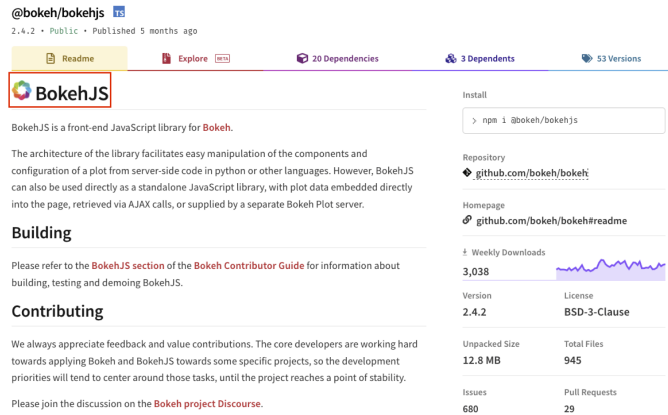 @bokeh/bokehjs TS
2.4.2 • Public • Published 5 months ago
Readme
Explore BETA
20 Dependencies
3 Dependents
53 Versions
BokehJS
BokehJS is a front-end JavaScript library for Bokeh.
The architecture of the library facilitates easy manipulation of the components and
configuration of a plot from server-side code in python or other languages. However, BokehJS
can also be used directly as a standalone JavaScript library, with plot data embedded directly
into the page, retrieved via AJAX calls, or supplied by a separate Bokeh Plot server.
Building
Please refer to the BokehJS section of the Bokeh Contributor Guide for information about
building, testing and demoing BokehJS.
Contributing
We always appreciate feedback and value contributions. The core developers are working hard
towards applying Bokeh and BokehJS towards some specific projects, so the development
priorities will tend to center around those tasks, until the project reaches a point of stability.
Please join the discussion on the Bokeh project Discourse.
Install
> npm i @bokeh/bokehjs
Repository
github.com/bokeh/bokeh
Homepage
github.com/bokeh/bokeh#readme
Weekly Downloads
3,038
Version
License
2.4.2
BSD-3-Clause
Unpacked Size
Total Files
12.8 MB
945
Issues
Pull Requests
680
29